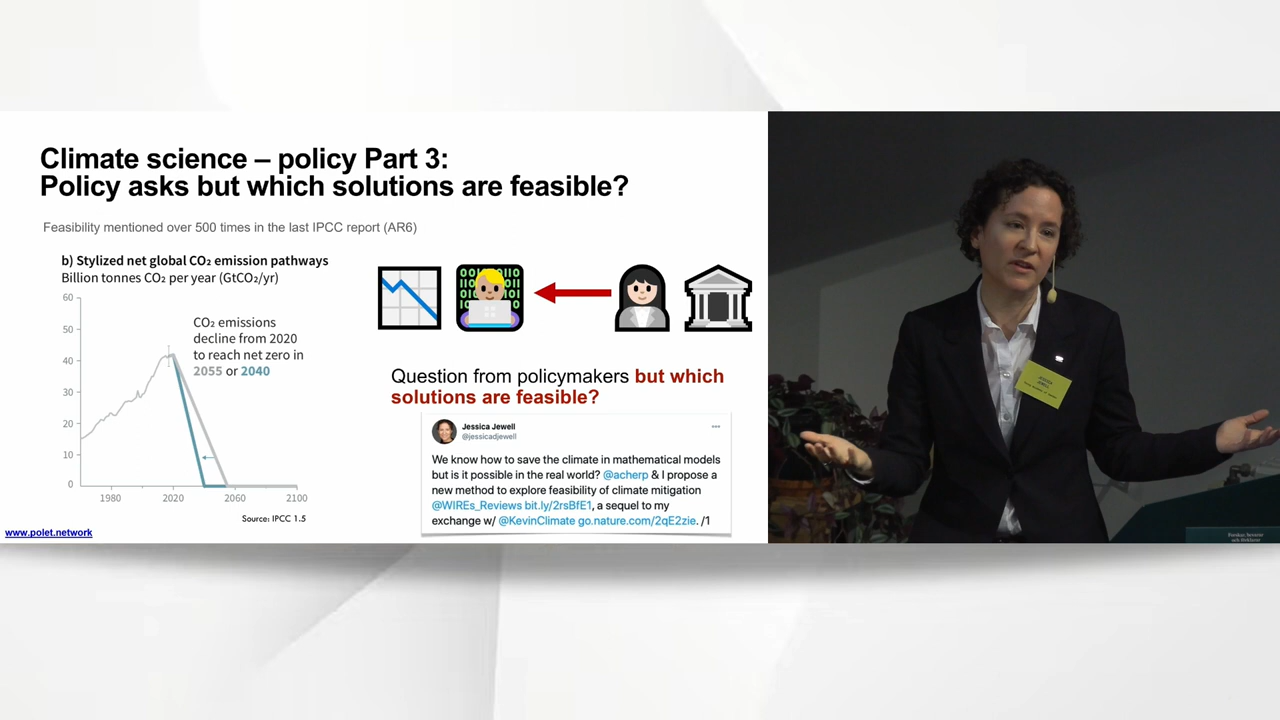 Climate science – policy Part 3:
Policy asks but which solutions are feasible?
Feasibility mentioned over 500 times in the last IPCC report (AR6)
b) Stylized net global CO₂ emission pathways
Billion tonnes CO₂ per year (GtCO₂/yr)
60
50
40
30
20
10
0
1980
2020
2060
2100
CO₂ emissions
decline from 2020
to reach net zero in
2055 or 2040
Source: IPCC 1.5
www.polet.network
Question from policymakers but which
solutions are feasible?
Jessica Jewell
@jessicadjewell
We know how to save the climate in mathematical models
but is it possible in the real world? @acherp & I propose a
new method to explore feasibility of climate mitigation
@WIREs_Reviews bit.ly/2rsBfE1, a sequel to my
exchange w/ @KevinClimate go.nature.com/2qE2zie. /1
JESSICA
JEWELL